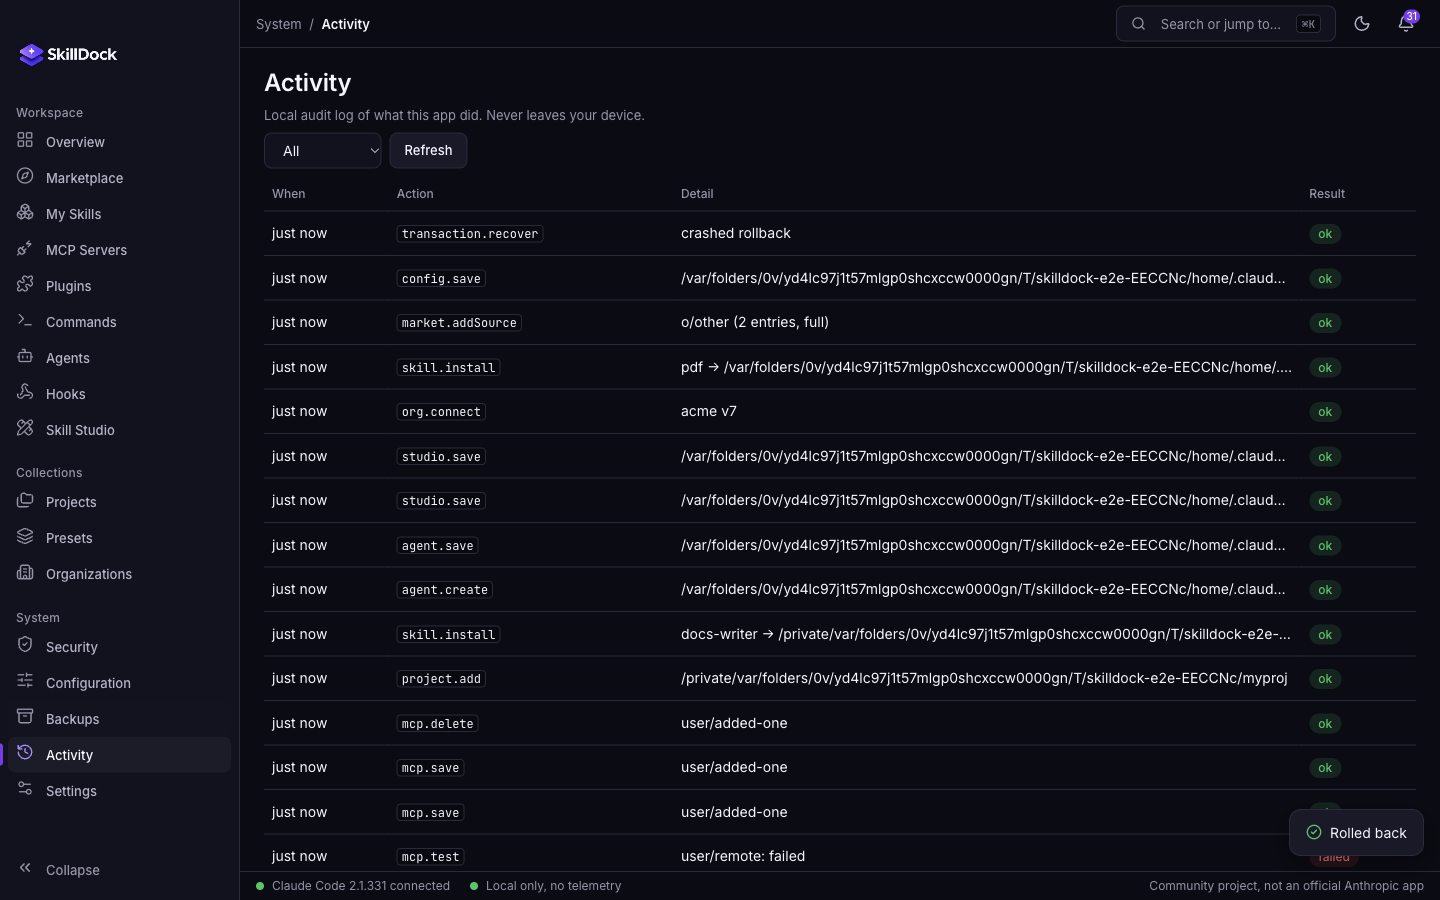 SkillDock
Workspace
Overview
Marketplace
My Skills
MCP Servers
Plugins
Commands
Agents
Hooks
Skill Studio
Collections
Projects
Presets
Organizations
System
Security
Configuration
Backups
Activity
Settings
Collapse
System / Activity
Search or jump to... ⌘K
31
Activity
Local audit log of what this app did. Never leaves your device.
All Refresh
When Action Detail Result
just now transaction.recover crashed rollback ok
just now config.save /var/folders/0v/yd4lc97j1t57mlgp0shcxccw0000gn/T/skilldock-e2e-EECCNc/home/.claud... ok
just now market.addSource o/other (2 entries, full) ok
just now skill.install pdf → /var/folders/0v/yd4lc97j1t57mlgp0shcxccw0000gn/T/skilldock-e2e-EECCNc/home/.... ok
just now org.connect acme v7 ok
just now studio.save /var/folders/0v/yd4lc97j1t57mlgp0shcxccw0000gn/T/skilldock-e2e-EECCNc/home/.claud... ok
just now studio.save /var/folders/0v/yd4lc97j1t57mlgp0shcxccw0000gn/T/skilldock-e2e-EECCNc/home/.claud... ok
just now agent.save /var/folders/0v/yd4lc97j1t57mlgp0shcxccw0000gn/T/skilldock-e2e-EECCNc/home/.claud... ok
just now agent.create /var/folders/0v/yd4lc97j1t57mlgp0shcxccw0000gn/T/skilldock-e2e-EECCNc/home/.claud... ok
just now skill.install docs-writer → /private/var/folders/0v/yd4lc97j1t57mlgp0shcxccw0000gn/T/skilldock-e2e-... ok
just now project.add /private/var/folders/0v/yd4lc97j1t57mlgp0shcxccw0000gn/T/skilldock-e2e-EECCNc/myproj ok
just now mcp.delete user/added-one ok
just now mcp.save user/added-one ok
just now mcp.save user/added-one
just now mcp.test user/remote: failed failed
Rolled back
Claude Code 2.1.331 connected
Local only, no telemetry
Community project, not an official Anthropic app